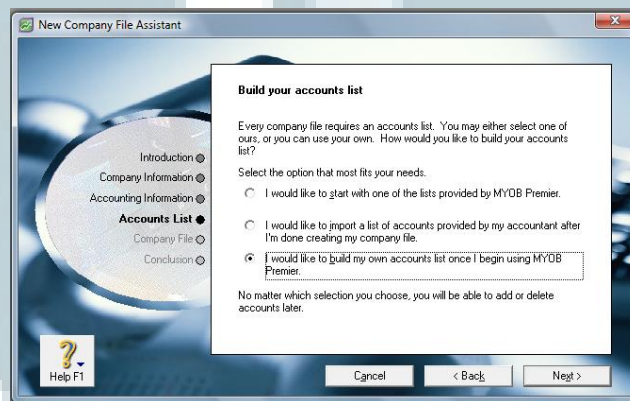 New Company File Assistant
Build your accounts list
Every company file requires an accounts list. You may either select one of
ours, or you can use your own. How would you like to build your accounts
list?
Select the option that most fits your needs.
I would like to start with one of the lists provided by MYOB Premier.
I would like to import a list of accounts provided by my accountant after
I'm done creating my company file.
I would like to build my own accounts list once I begin using MYOB
Premier.
No matter which selection you choose, you will be able to add or delete
accounts later.
Introduction
Company Information
Accounting Information
Accounts List
Company File
Conclusion
Help F1
Cancel
< Back
Next >